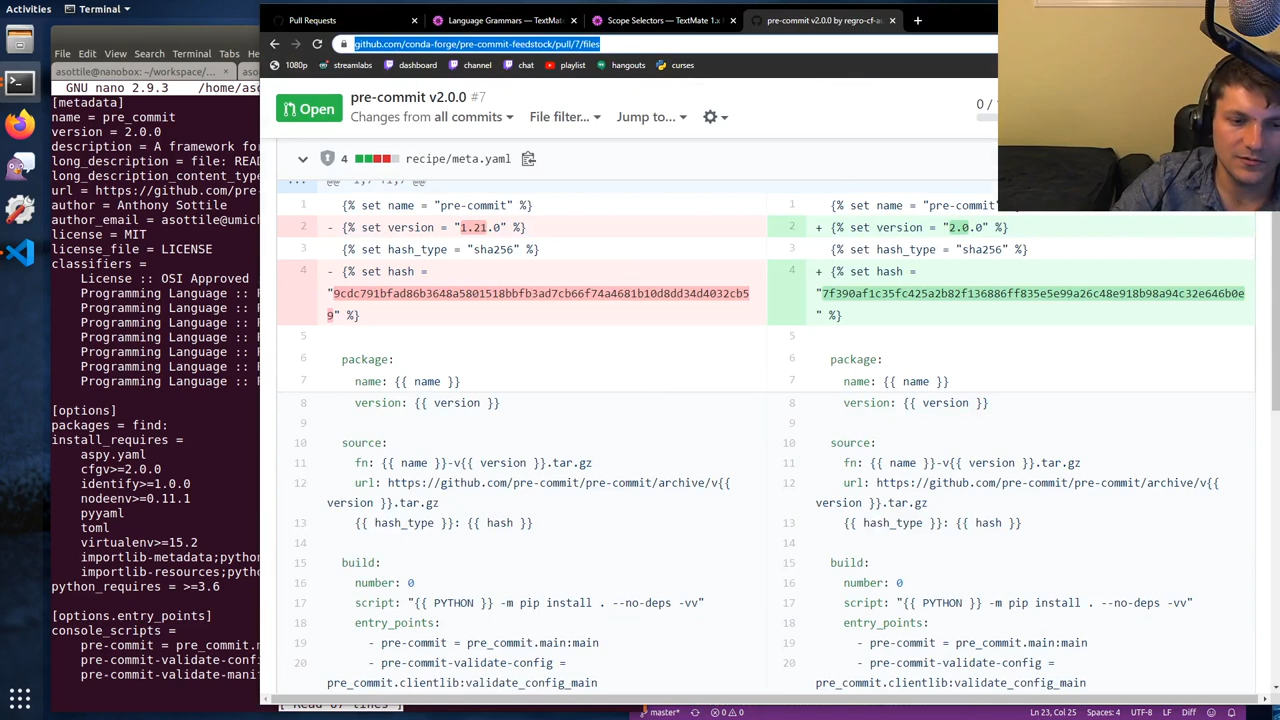 Activities
Terminal
Pull Requests
Language Grammars — TextMate
Scope Selectors — TextMate 1.x
pre-commit v2.0.0 by regro-cf-au
github.com/conda-forge/pre-commit-feedstock/pull/7/files
1080p
streamlabs
dashboard
channel
chat
playlist
hangouts
curses
File Edit View Search Terminal
asottile@nanobox: ~/workspace/...
GNU nano 2.9.3 /home/aso
[metadata]
name = pre_commit
version = 2.0.0
description = A framework for
long_description = file: READ
long_description_content_type
url = https://github.com/pre-
author = Anthony Sottile
author_email = asottile@umich
license = MIT
license_file = LICENSE
classifiers =
License :: OSI Approved
Programming Language ::
Programming Language ::
Programming Language ::
Programming Language ::
Programming Language ::
Programming Language ::
Programming Language ::
[options]
packages = find:
install_requires =
aspy.yaml
cfgv>=2.0.0
identify>=1.0.0
nodeenv>=0.11.1
pyyaml
toml
virtualenv>=15.2
importlib-metadata;python
importlib-resources;pytho
python_requires = >=3.6
[options.entry_points]
console_scripts =
pre-commit = pre_commit.m
pre-commit-validate-confi
pre-commit-validate-mani
Open
pre-commit v2.0.0 #7
Changes from all commits
File filter...
Jump to...
0 /
4 recipe/meta.yaml
1 {% set name = "pre-commit" %}
2 - {% set version = "1.21.0" %}
3 {% set hash_type = "sha256" %}
4 - {% set hash =
"9cdc791bfad86b3648a5801518bbfb3ad7cb66f74a4681b10d8dd34d4032cb5
9" %}
5
6 package:
7 name: {{ name }}
8 version: {{ version }}
9
10 source:
11 fn: {{ name }}-v{{ version }}.tar.gz
12 url: https://github.com/pre-commit/pre-commit/archive/v{{
version }}.tar.gz
13 {{ hash_type }}: {{ hash }}
14
15 build:
16 number: 0
17 script: "{{ PYTHON }} -m pip install . --no-deps -vv"
18 entry_points:
19 - pre-commit = pre_commit.main:main
20 - pre-commit-validate-config =
pre_commit.clientlib:validate_config_main
1 {% set name = "pre-commit" %}
2 + {% set version = "2.0.0" %}
3 {% set hash_type = "sha256" %}
4 + {% set hash =
"7f390af1c35fc425a2b82f136886ff835e5e99a26c48e918b98a94c32e646b0e
" %}
5
6 package:
7 name: {{ name }}
8 version: {{ version }}
9
10 source:
11 fn: {{ name }}-v{{ version }}.tar.gz
12 url: https://github.com/pre-commit/pre-commit/archive/v{{
version }}.tar.gz
13 {{ hash_type }}: {{ hash }}
14
15 build:
16 number: 0
17 script: "{{ PYTHON }} -m pip install . --no-deps -vv"
18 entry_points:
19 - pre-commit = pre_commit.main:main
20 - pre-commit-validate-config =
pre_commit.clientlib:validate_config_main
master*
0 0
Ln 23, Col 25
Spaces: 4
UTF-8
LF
Diff